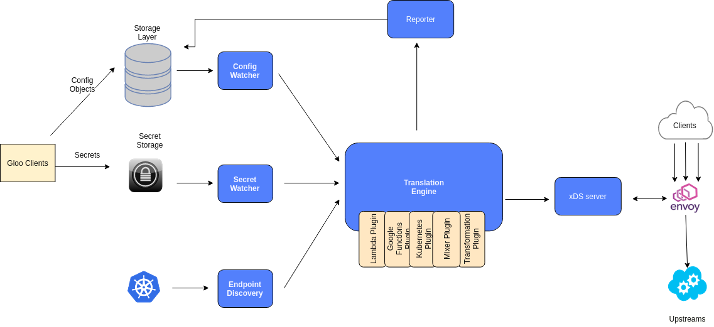 Storage
Layer
Reporter
Config
Watcher
Config
Objects
Clients
Secret
Storage
Gloo Clients
Secrets
Secret
Watcher
Translation
Engine
xDS server
envoy
Lambda Plugin
Google
Functions
Plugin
Kubernetes
Plugin
Mixer Plugin
Transformation
Plugin
Endpoint
Discovery
Upstreams